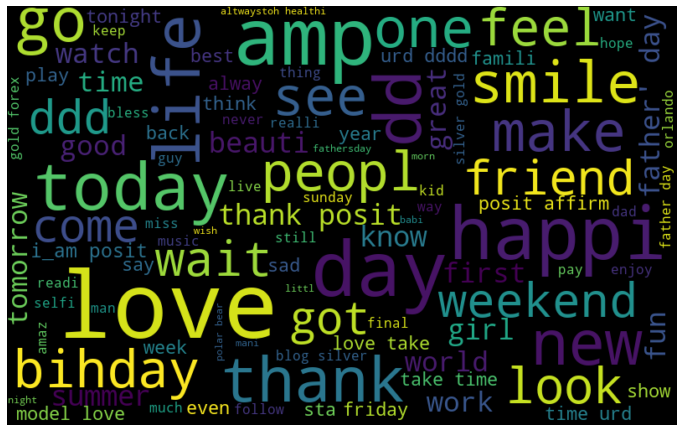 go
tonight
keep
altwaystoh healthi
amp
one
feel
want
hope
watch
life
best
urd dddd
famili
father' day
play
time
alway
see
dd
great
smile
gold forex
ddd
bless
think
thing
never
realli
silver gold
orlando
good
back
guy
beauti
year
make
fathersday
morn
today
live
peopl
friend
father day
sunday
kid
posit affirm
tomorrow
come
miss
thank posit
babi
way
dad
wish
know
happi
i_am posit
music
still
say
wait
sad
day
first
pay
enjoy
readi
love
littl
weekend
selfi
man
polar bear
got
final
girl
new
fun
amaz
week
mani
blog silver
love take
world
bihday
thank
take time
look
show
summer
night
model love
much
even
follow
sta
friday
work
time urd